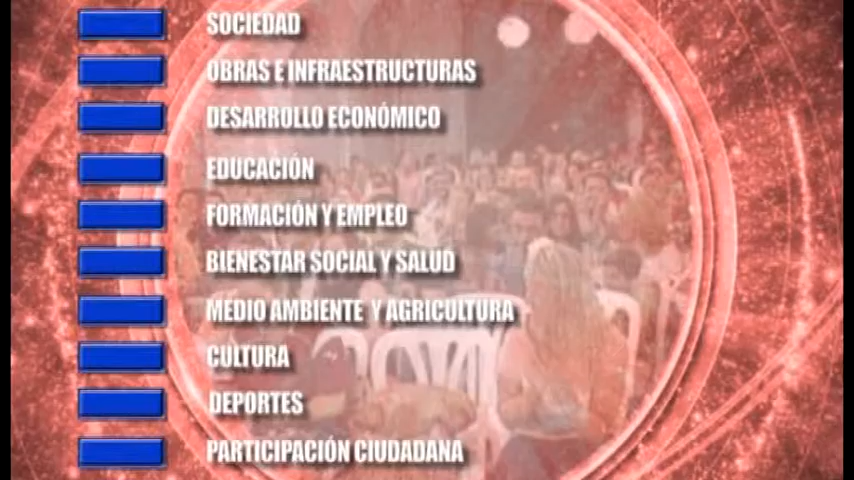 SOCIEDAD
OBRAS E INFRAESTRUCTURAS
DESARROLLO ECONÓMICO
EDUCACIÓN
FORMACIÓN Y EMPLEO
BIENESTAR SOCIAL Y SALUD
MEDIO AMBIENTE Y AGRICULTURA
CULTURA
DEPORTES
PARTICIPACIÓN CIUDADANA